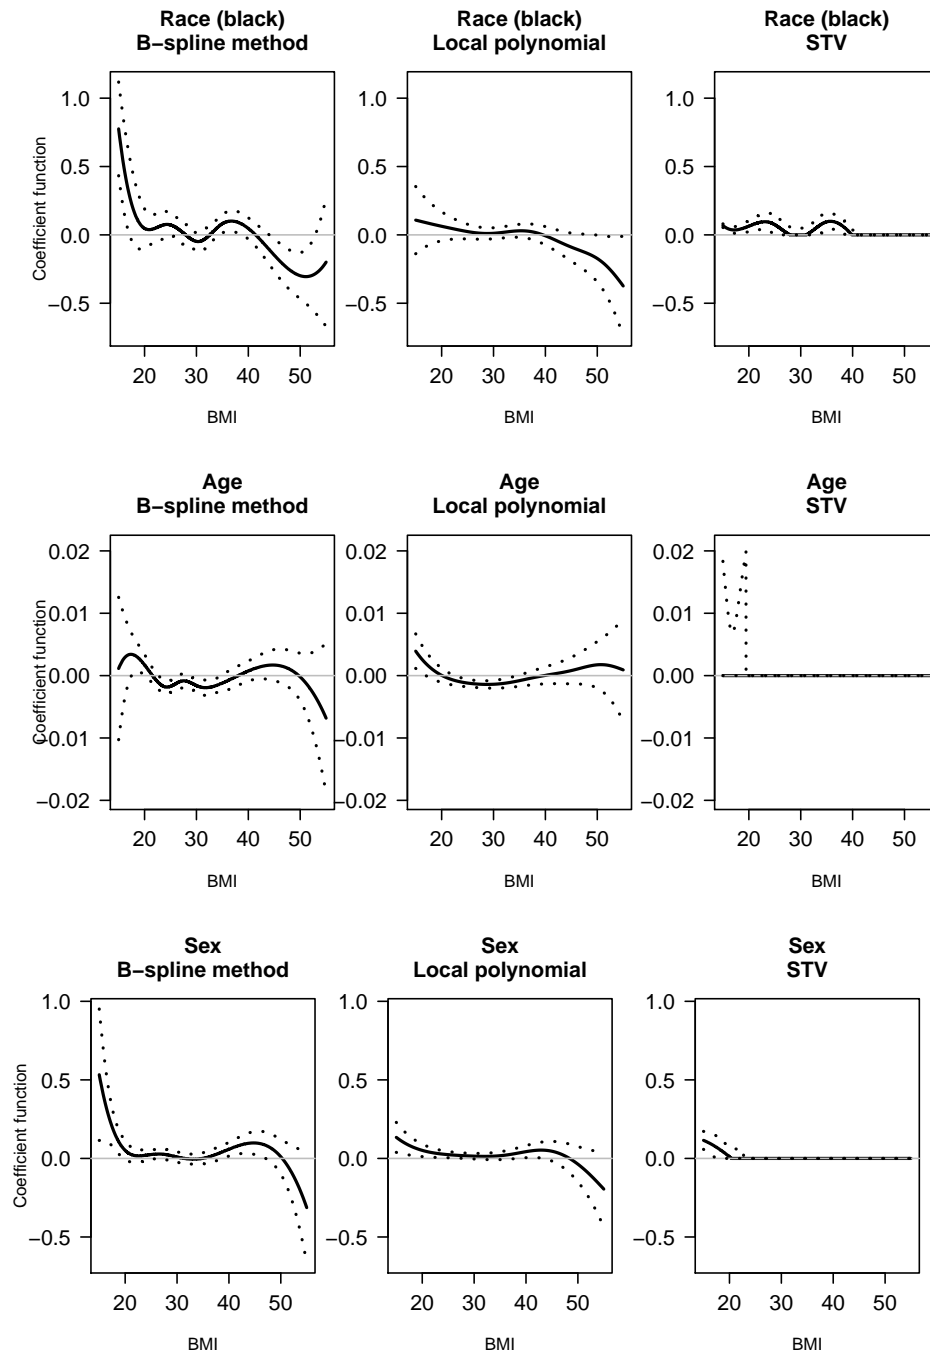 Race (black)
B−spline method
Race (black)
Local polynomial
Race (black)
STV
Coefficient function
1.0
0.5
0.0
−0.5
20 30 40 50
BMI
1.0
0.5
0.0
−0.5
20 30 40 50
BMI
1.0
0.5
0.0
−0.5
20 30 40 50
BMI
Age
B−spline method
Age
Local polynomial
Age
STV
Coefficient function
0.02
0.01
0.00
−0.01
−0.02
20 30 40 50
BMI
0.02
0.01
0.00
−0.01
−0.02
20 30 40 50
BMI
0.02
0.01
0.00
−0.01
−0.02
20 30 40 50
BMI
Sex
B−spline method
Sex
Local polynomial
Sex
STV
Coefficient function
1.0
0.5
0.0
−0.5
20 30 40 50
BMI
1.0
0.5
0.0
−0.5
20 30 40 50
BMI
1.0
0.5
0.0
−0.5
20 30 40 50
BMI